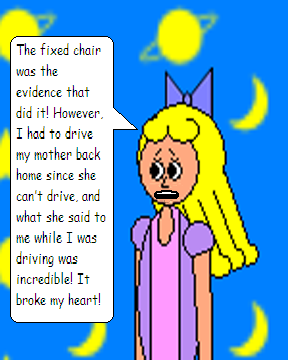 The fixed chair
was the
evidence that
did it! However,
I had to drive
my mother back
home since she
can't drive, and
what she said to
me while I was
driving was
incredible! It
broke my heart!